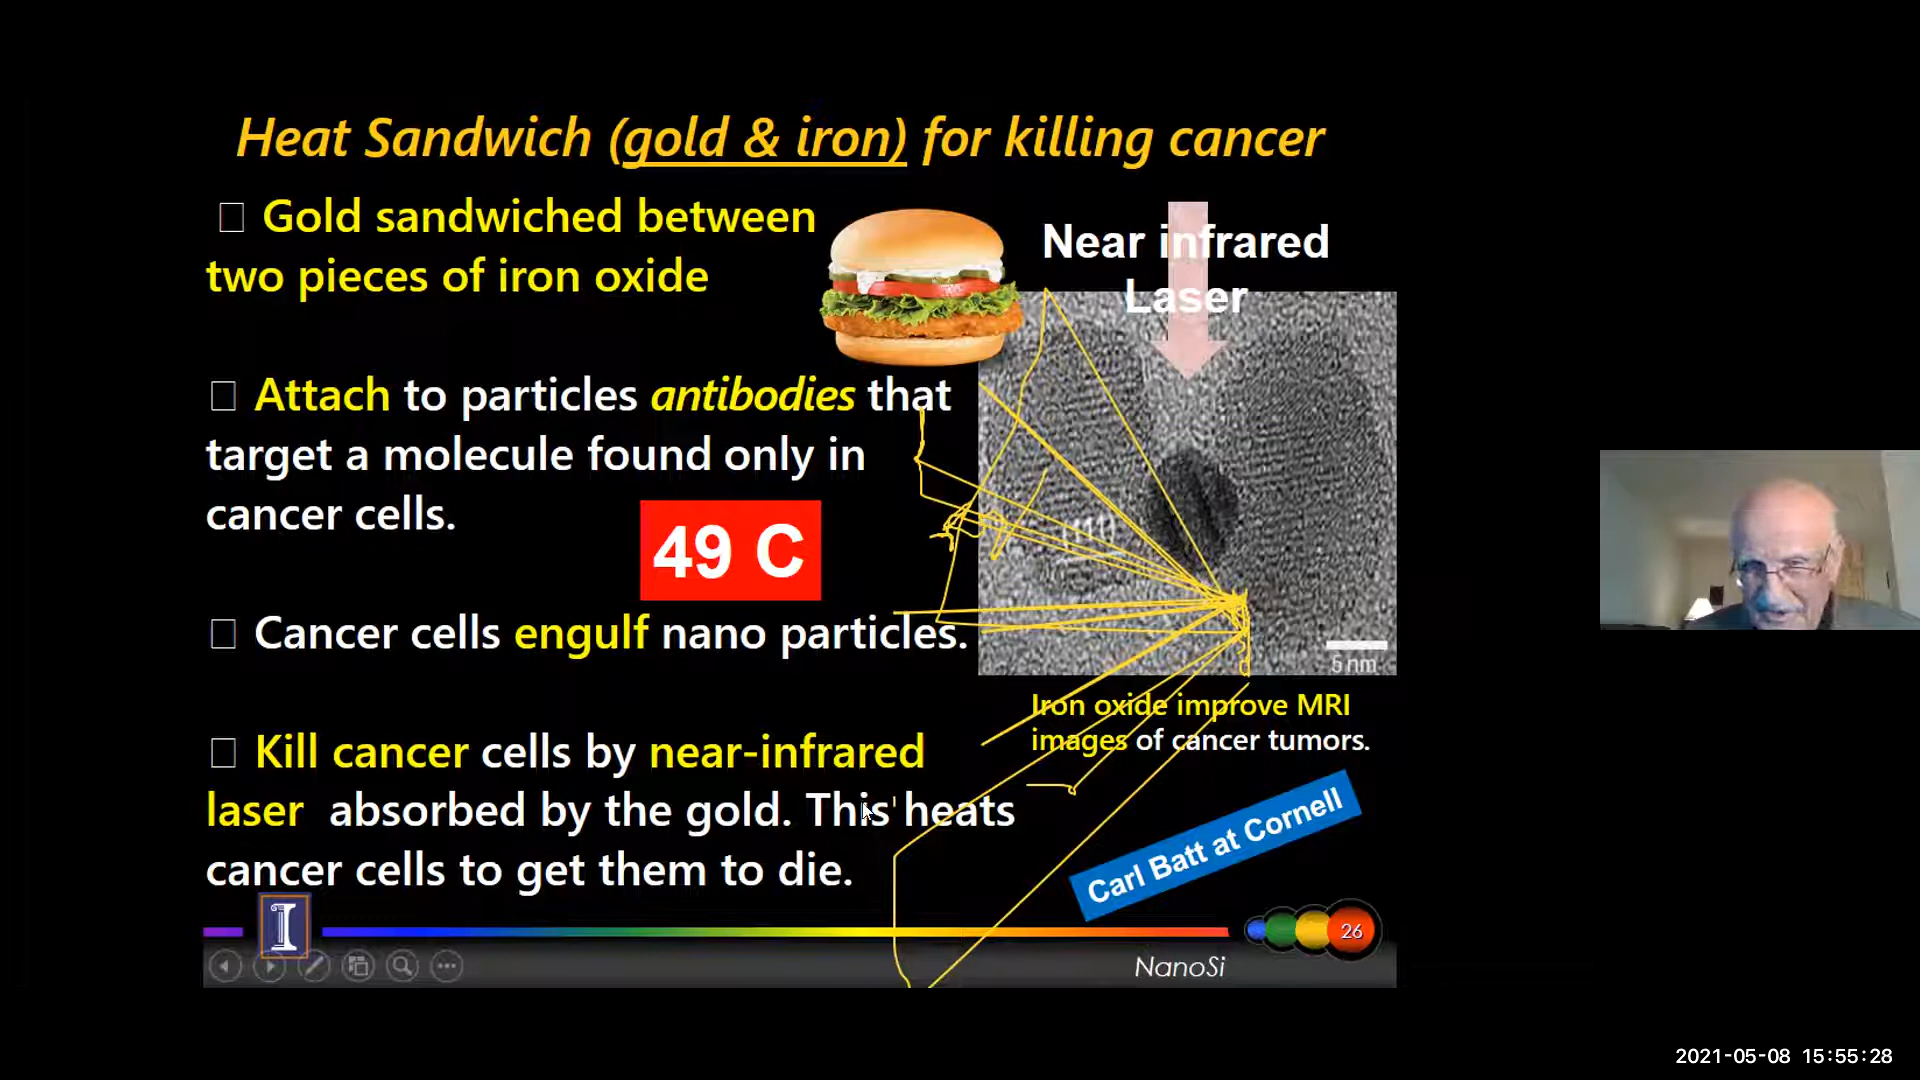 Heat Sandwich (gold & iron) for killing cancer
Gold sandwiched between
two pieces of iron oxide
Near infrared
Laser
Attach to particles antibodies that
target a molecule found only in
cancer cells.
49 C
(111)
Cancer cells engulf nano particles.
5 nm
Iron oxide improve MRI
images of cancer tumors.
Kill cancer cells by near-infrared
laser absorbed by the gold. This heats
cancer cells to get them to die.
Carl Batt at Cornell
I
26
NanoSi
2021-05-08 15:55:28